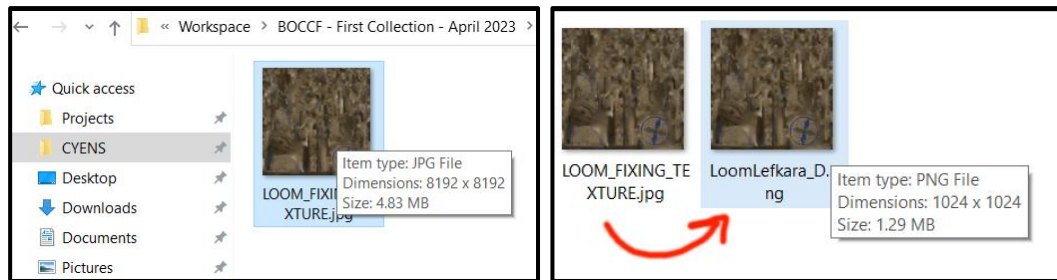 « Workspace > BOCCF - First Collection - April 2023 >
Quick access
Projects
CYENS
Desktop
Downloads
Documents
Pictures
LOOM_FIXI
XTURE.jpg
Item type: JPG File
Dimensions: 8192 x 8192
Size: 4.83 MB
LOOM_FIXING_TE
XTURE.jpg
LoomLefkara_D.
ng
Item type: PNG File
Dimensions: 1024 x 1024
Size: 1.29 MB